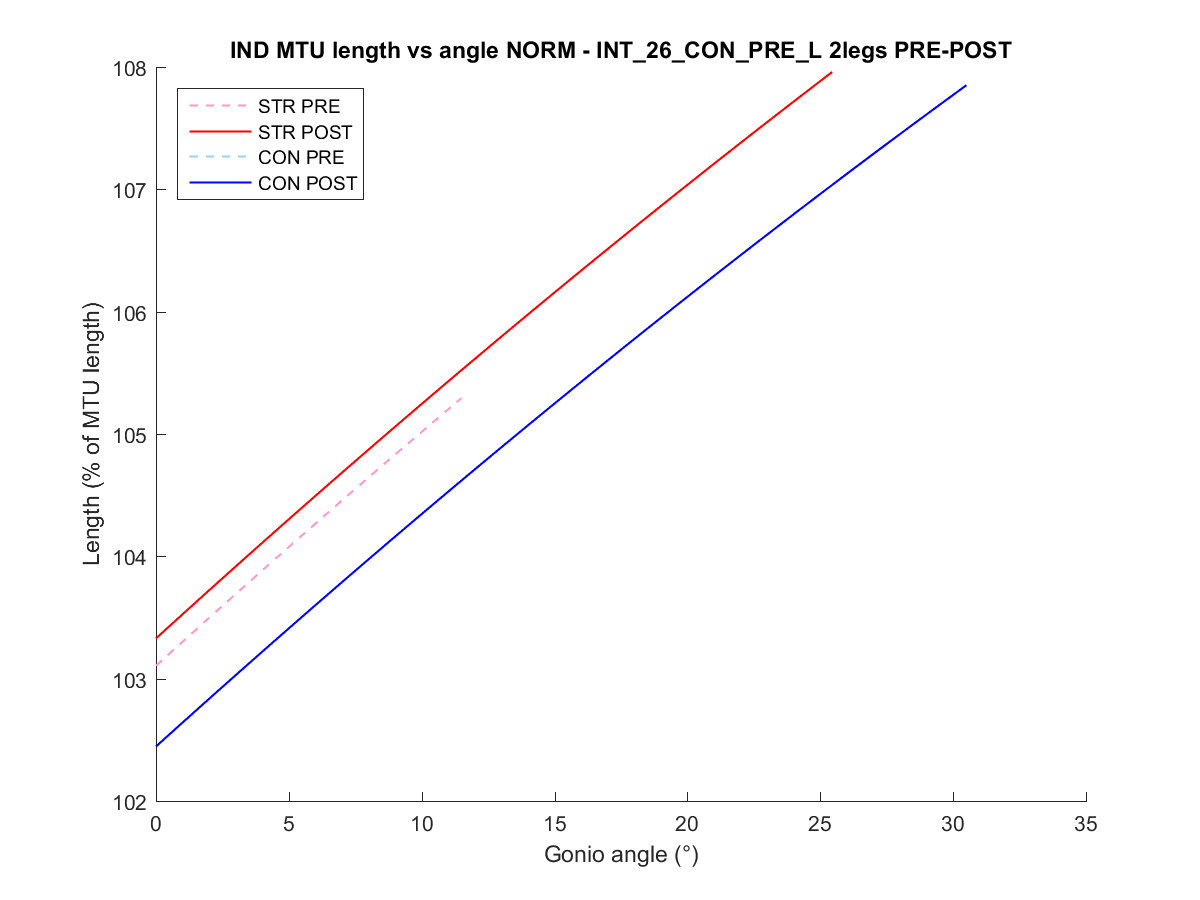 IND MTU length vs angle NORM - INT_26_CON_PRE_L 2legs PRE-POST
108
107
106
105
104
103
102
Length (% of MTU length)
STR PRE
STR POST
CON PRE
CON POST
0 5 10 15 20 25 30 35
Gonio angle (°)